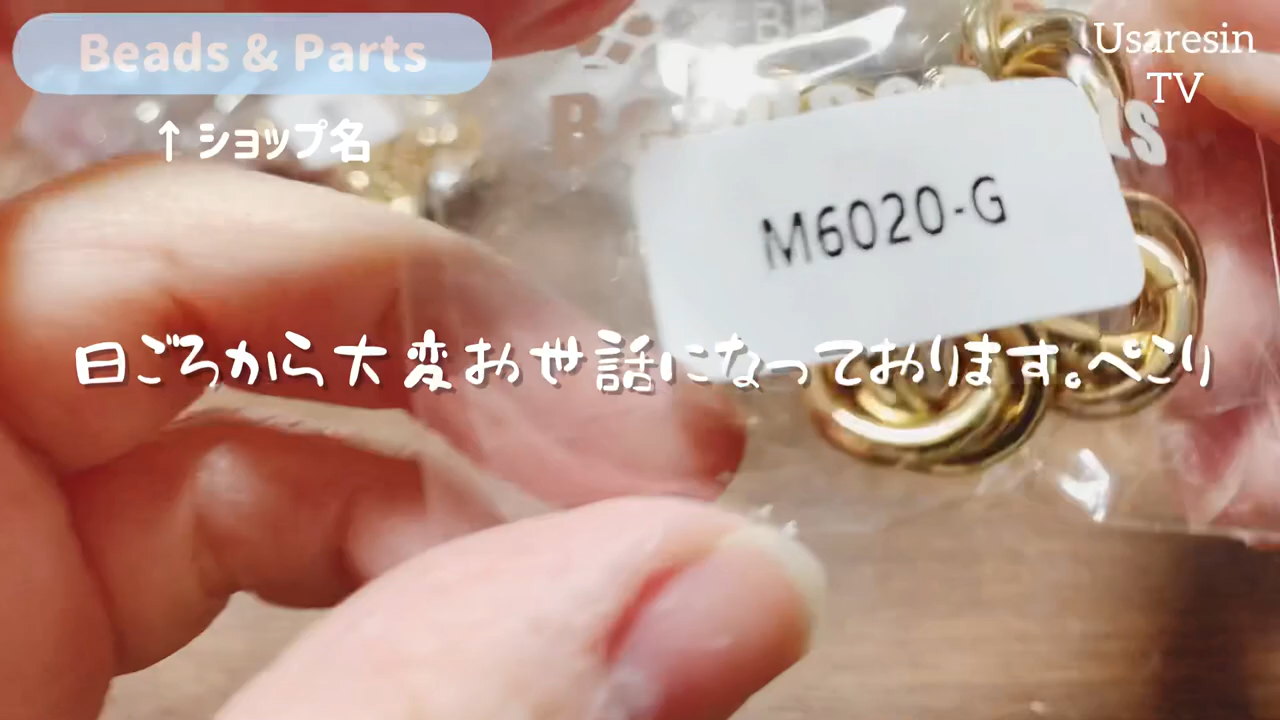 Beads & Parts
Usaresin
TV
↑ショップ名
M6020-G
日ごろから大変お世話になっております。ぺこり